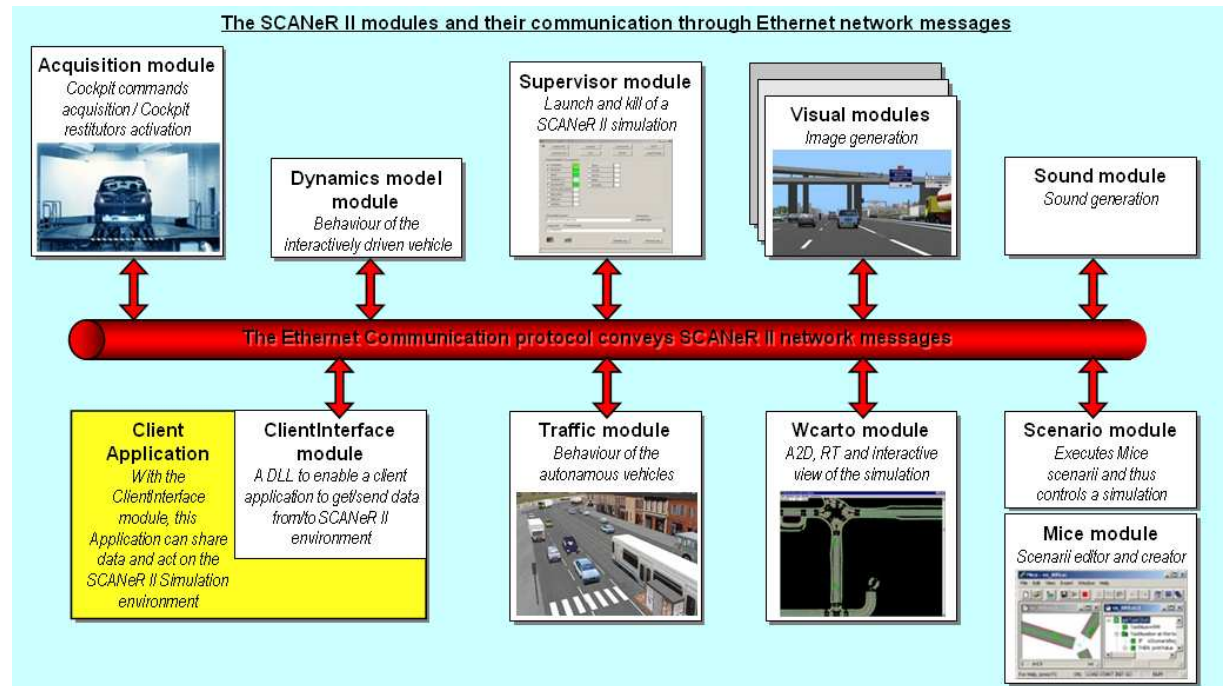 The SCANeR II modules and their communication through Ethernet network messages
Acquisition module
Cockpit commands
acquisition / Cockpit
restitutors activation
Dynamics model
module
Behaviour of the
interactively driven vehicle
Supervisor module
Launch and kill of a
SCANeR II simulation
Visual modules
Image generation
Sound module
Sound generation
The Ethernet Communication protocol conveys SCANeR II network messages
Client
Application
With the
ClientInterface
module, this
Application can share
data and act on the
SCANeR II Simulation
environment
ClientInterface
module
A DLL to enable a client
application to get/send data
from/to SCANeR II
environment
Traffic module
Behaviour of the
autonamous vehicles
Wcarto module
A2D, RT and interactive
view of the simulation
Scenario module
Executes Mice
scenarii and thus
controls a simulation
Mice module
Scenarii editor and creator
File Edit View Insert Window Help